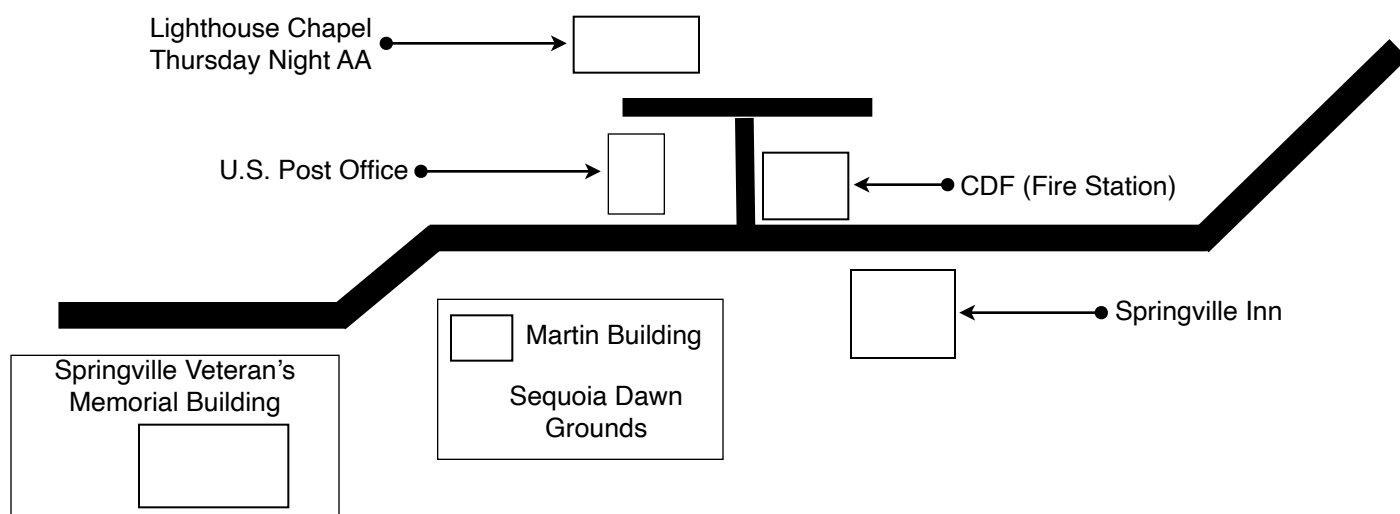 Lighthouse Chapel
Thursday Night AA
U.S. Post Office
CDF (Fire Station)
Springville Inn
Martin Building
Sequoia Dawn
Grounds
Springville Veteran’s
Memorial Building